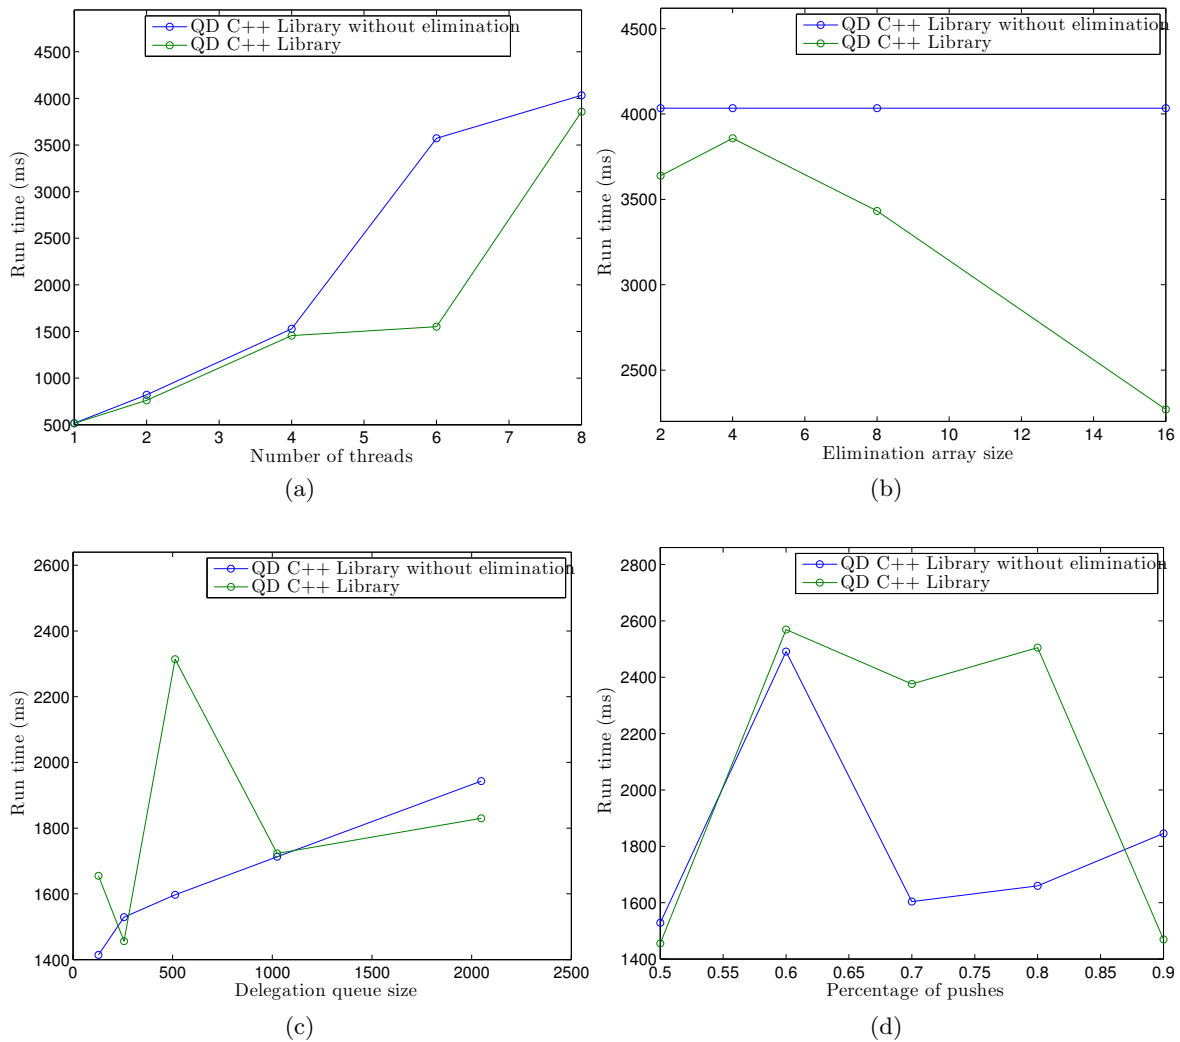 QD C++ Library without elimination
QD C++ Library
4500
4000
3500
3000
2500
2000
1500
1000
500
Run time (ms)
1 2 3 4 5 6 7 8
Number of threads
(a)
QD C++ Library without elimination
QD C++ Library
4500
4000
3500
3000
2500
Run time (ms)
2 4 6 8 10 12 14 16
Elimination array size
(b)
QD C++ Library without elimination
QD C++ Library
2600
2400
2200
2000
1800
1600
1400
Run time (ms)
0 500 1000 1500 2000 2500
Delegation queue size
(c)
QD C++ Library without elimination
QD C++ Library
2800
2600
2400
2200
2000
1800
1600
1400
Run time (ms)
0.5 0.55 0.6 0.65 0.7 0.75 0.8 0.85 0.9
Percentage of pushes
(d)